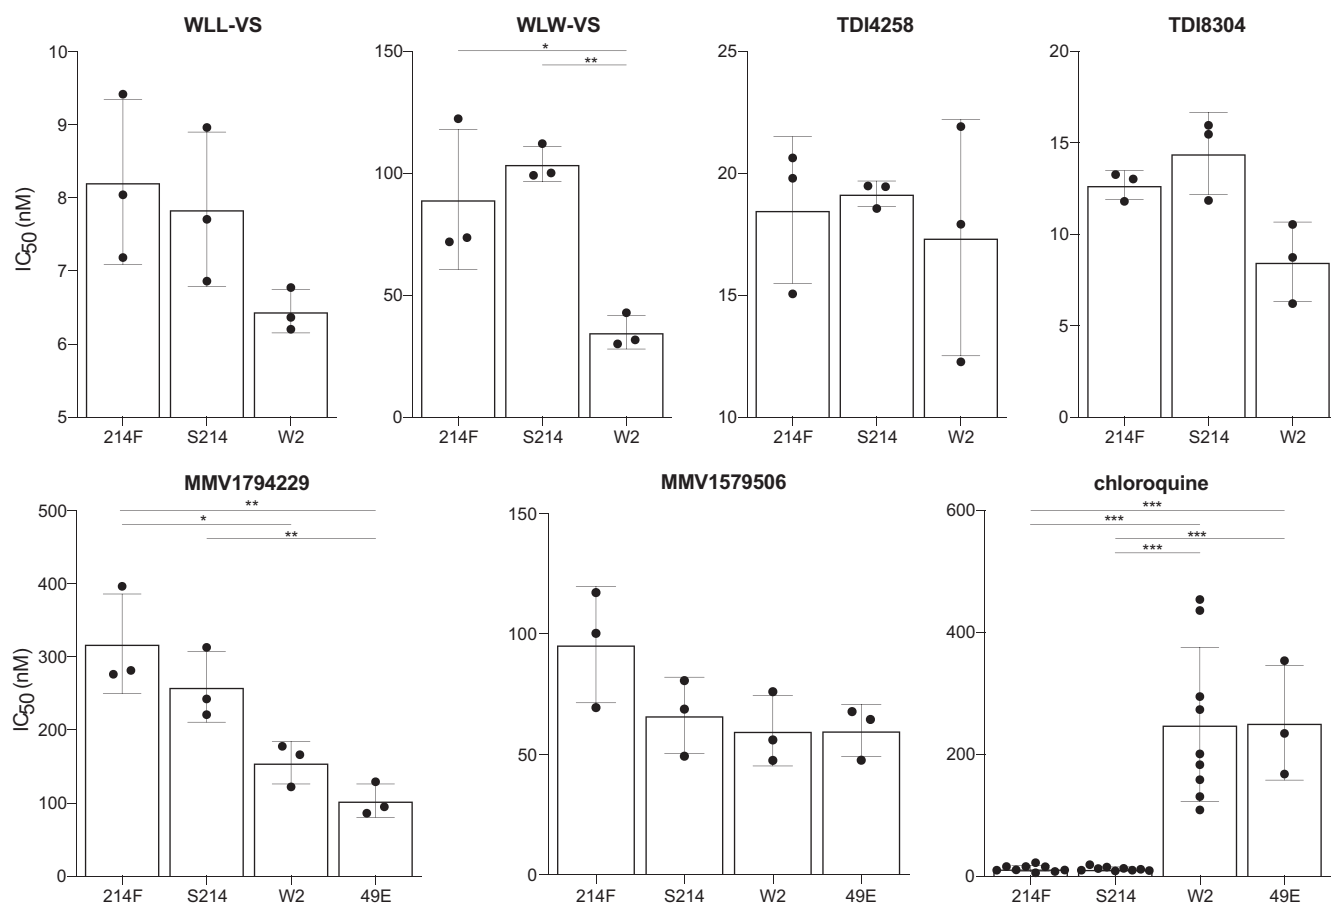 WLL-VS
WLW-VS
TDI4258
TDI8304
IC50 (nM)
10
9
8
7
6
5
214F S214 W2
150
100
50
0
* 
**
214F S214 W2
25
20
15
10
214F S214 W2
20
15
10
5
0
214F S214 W2
MMV1794229
MMV1579506
chloroquine
IC50 (nM)
500
400
300
200
100
0
**
*
**
214F S214 W2 49E
150
100
50
0
214F S214 W2 49E
600
400
200
0
***
***
***
***
214F S214 W2 49E